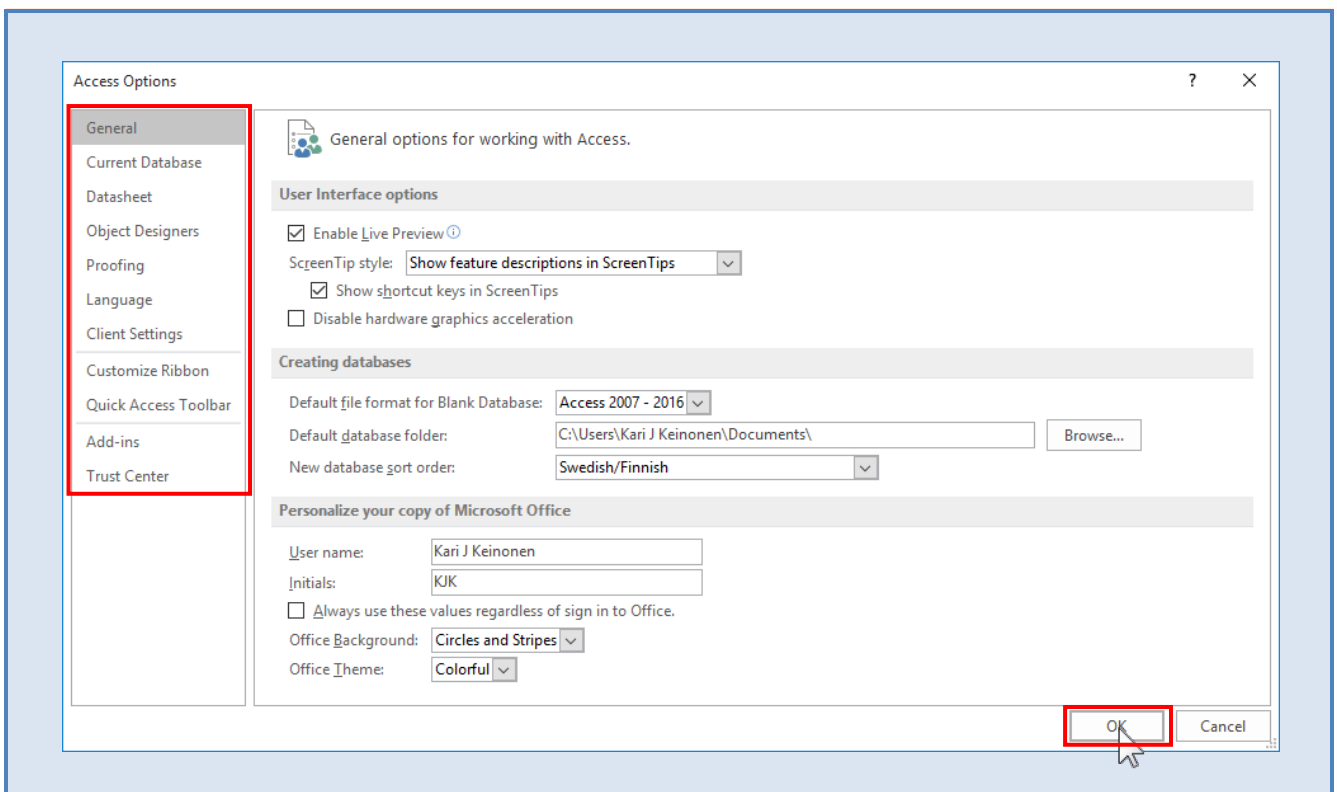 Access Options
?
General
Current Database
Datasheet
Object Designers
Proofing
Language
Client Settings
Customize Ribbon
Quick Access Toolbar
Add-ins
Trust Center
General options for working with Access.
User Interface options
Enable Live Preview
ScreenTip style: Show feature descriptions in ScreenTips
Show shortcut keys in ScreenTips
Disable hardware graphics acceleration
Creating databases
Default file format for Blank Database: Access 2007 - 2016
Default database folder: C:\Users\Kari J Keinonen\Documents\ Browse...
New database sort order: Swedish/Finnish
Personalize your copy of Microsoft Office
User name: Kari J Keinonen
Initials: KJK
Always use these values regardless of sign in to Office.
Office Background: Circles and Stripes
Office Theme: Colorful
OK Cancel